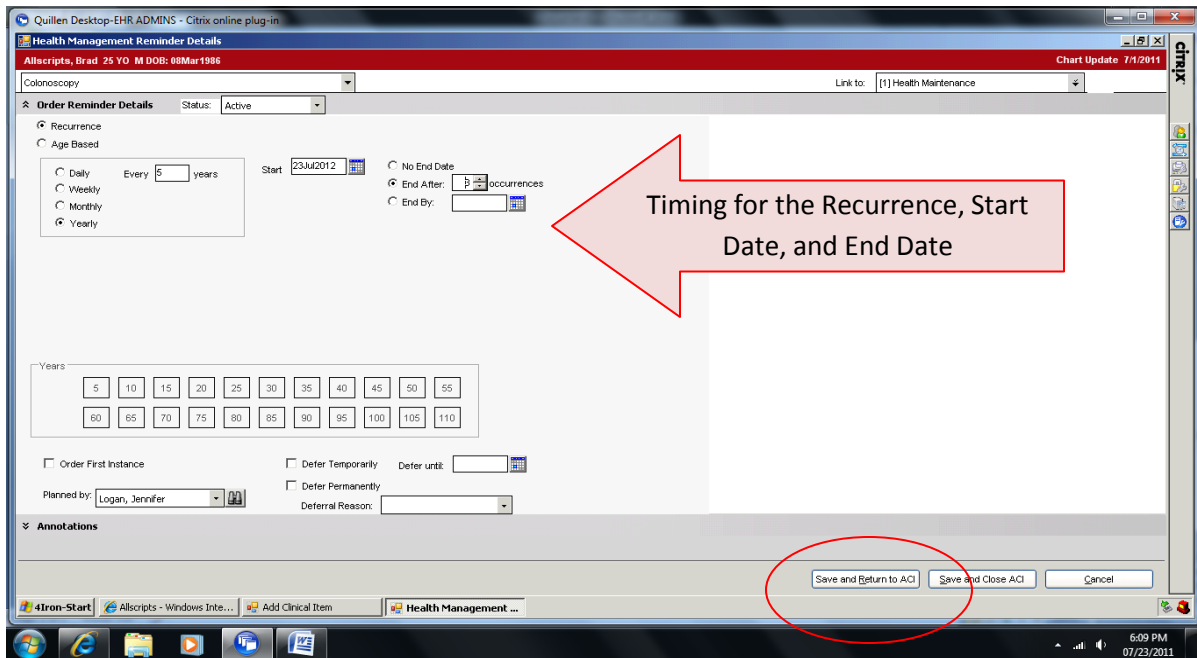 Quillen Desktop-EHR ADMINS - Citrix online plug-in
Health Management Reminder Details
Allscripts, Brad 25 YO M DOB: 08Mar1986 Chart Update 7/1/2011
CITRIX
Colonoscopy Link to: [1] Health Maintenance
Order Reminder Details Status: Active
Recurrence
Age Based
Daily Every 5 years Start 23Jul2012 No End Date
Weekly End After: occurrences
Monthly End By:
Yearly
Timing for the Recurrence, Start
Date, and End Date
Years
5 10 15 20 25 30 35 40 45 50 55
60 65 70 75 80 85 90 95 100 105 110
Order First Instance Defer Temporarily Defer until:
Defer Permanently
Planned by: Logan, Jennifer Deferral Reason:
Annotations
Save and Return to ACI Save and Close ACI Cancel
4Iron-Start Allscripts - Windows Inte... Add Clinical Item Health Management ...
6:09 PM
07/23/2011